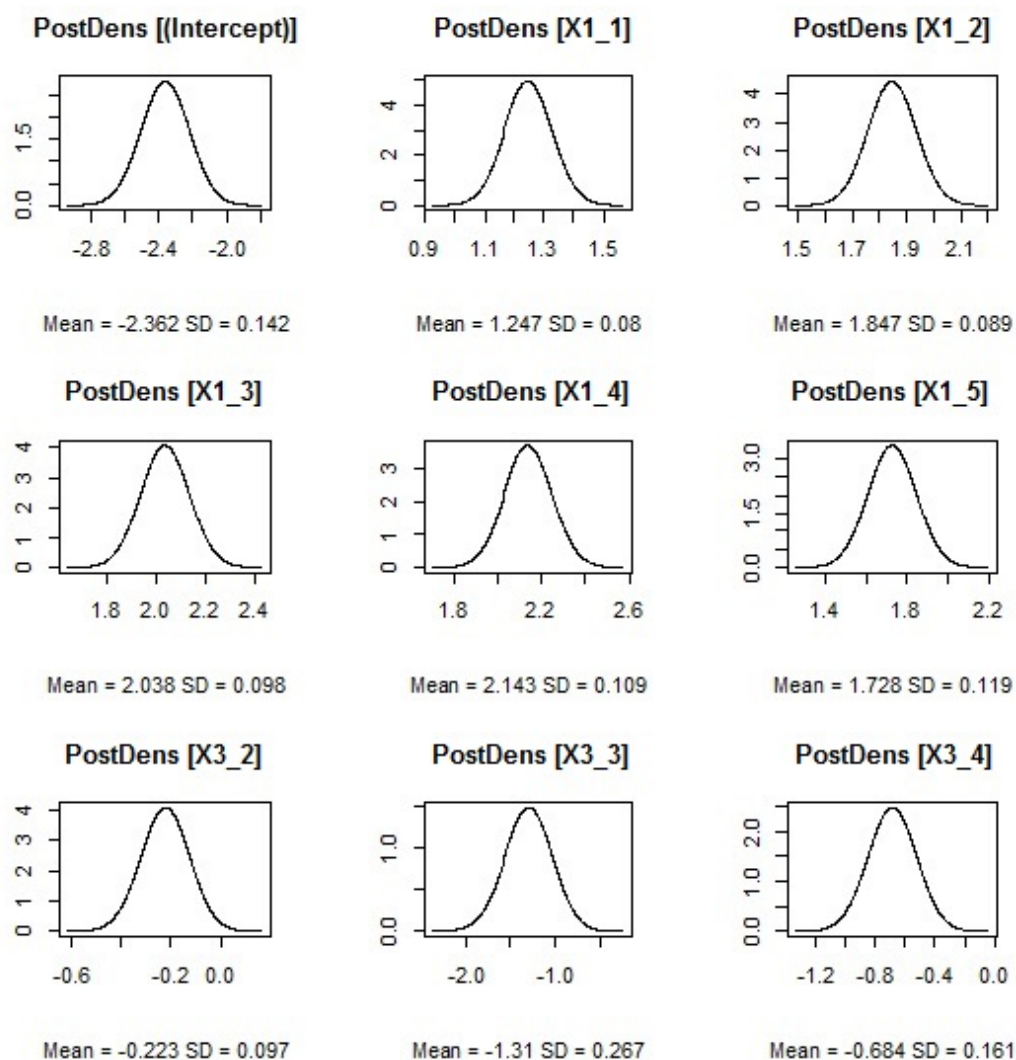 PostDens [(Intercept)]
PostDens [X1_1]
PostDens [X1_2]
0.0 1.5
0 2 4
0 1 2 3 4
-2.8 -2.4 -2.0
0.9 1.1 1.3 1.5
1.5 1.7 1.9 2.1
Mean = -2.362 SD = 0.142
Mean = 1.247 SD = 0.08
Mean = 1.847 SD = 0.089
PostDens [X1_3]
PostDens [X1_4]
PostDens [X1_5]
0 1 2 3 4
0 1 2 3
0.0 1.5 3.0
1.8 2.0 2.2 2.4
1.8 2.2 2.6
1.4 1.8 2.2
Mean = 2.038 SD = 0.098
Mean = 2.143 SD = 0.109
Mean = 1.728 SD = 0.119
PostDens [X3_2]
PostDens [X3_3]
PostDens [X3_4]
0 1 2 3 4
0.0 1.0
0.0 1.0 2.0
-0.6 -0.2 0.0
-2.0 -1.0
-1.2 -0.8 -0.4 0.0
Mean = -0.223 SD = 0.097
Mean = -1.31 SD = 0.267
Mean = -0.684 SD = 0.161